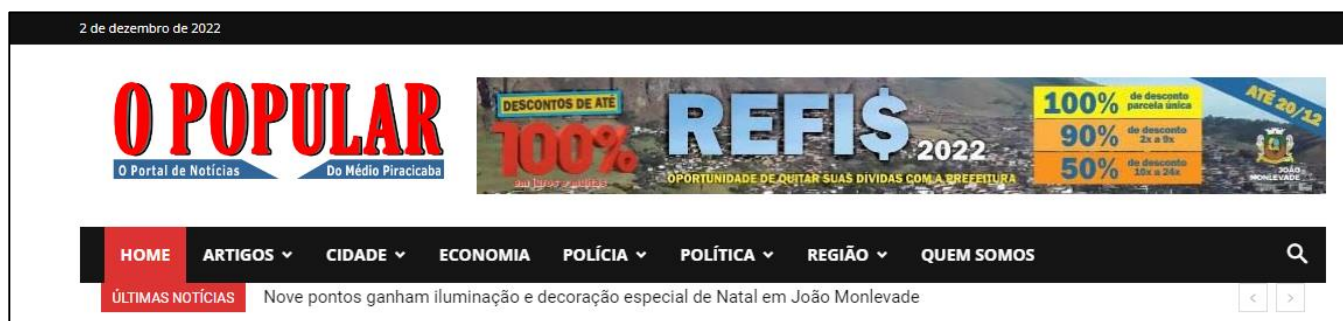 2 de dezembro de 2022
O POPULAR
O Portal de Notícias Do Médio Piracicaba
DESCONTOS DE ATÉ
100%
em juros e multas
REFI$ 2022
OPORTUNIDADE DE QUITAR SUAS DÍVIDAS COM A PREFEITURA
100% de desconto parcela única
90% de desconto 2x a 9x
50% de desconto 10x a 24x
ATÉ 20/12
JOÃO
MONLEVADE
HOME ARTIGOS CIDADE ECONOMIA POLÍCIA POLÍTICA REGIÃO QUEM SOMOS
ÚLTIMAS NOTÍCIAS Nove pontos ganham iluminação e decoração especial de Natal em João Monlevade